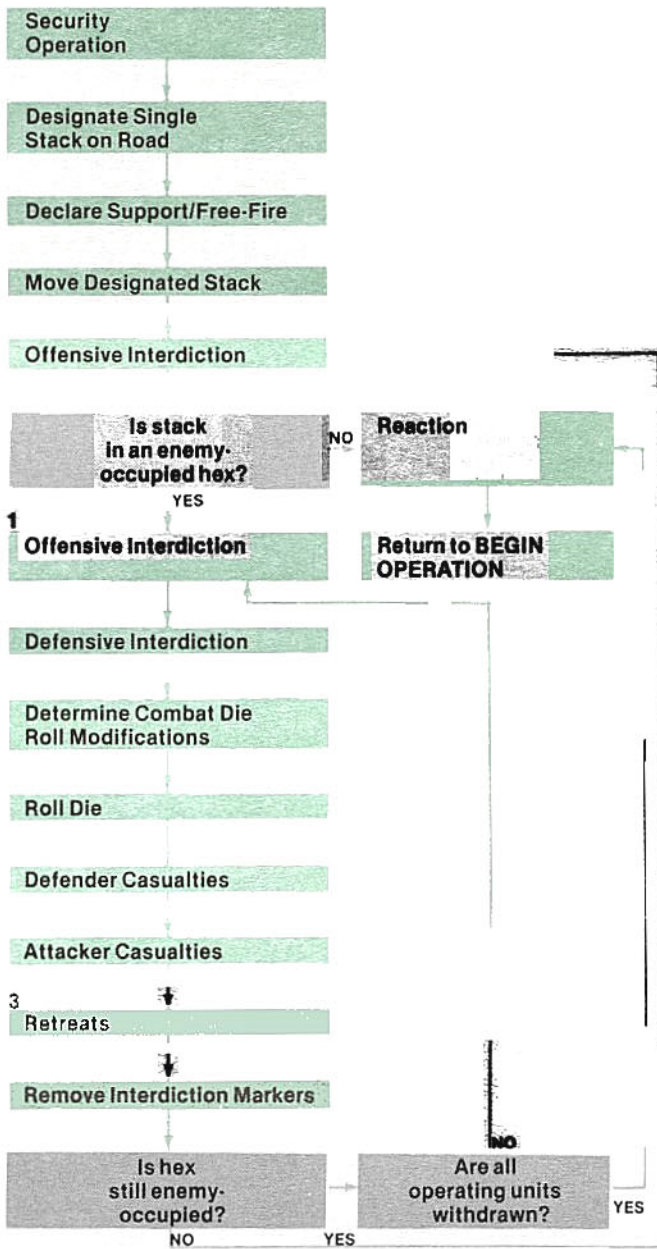 Security
Operation
Designate Single
Stack on Road
Declare Support/Free-Fire
Move Designated Stack
Offensive Interdiction
Is stack
in an enemy-
occupied hex?
NO
Reaction
YES
1
Offensive Interdiction
Return to BEGIN
OPERATION
Defensive Interdiction
Determine Combat Die
Roll Modifications
Roll Die
Defender Casualties
Attacker Casualties
3
Retreats
Remove Interdiction Markers
NO
Is hex
still enemy-
occupied?
Are all
operating units
withdrawn?
YES
NO
YES